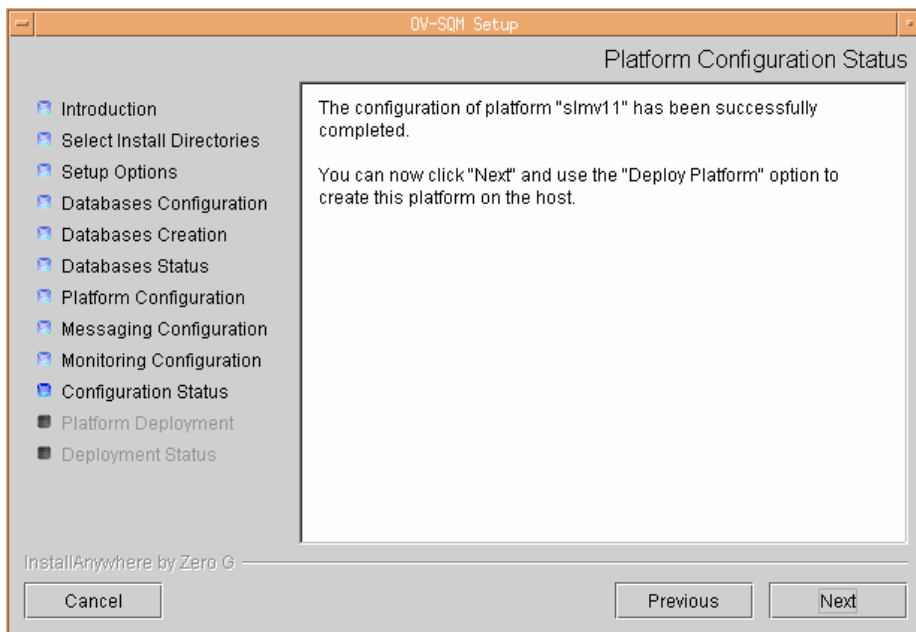 OV-SQM Setup
Platform Configuration Status
Introduction
Select Install Directories
Setup Options
Databases Configuration
Databases Creation
Databases Status
Platform Configuration
Messaging Configuration
Monitoring Configuration
Configuration Status
Platform Deployment
Deployment Status
The configuration of platform "slmv11" has been successfully
completed.
You can now click "Next" and use the "Deploy Platform" option to
create this platform on the host.
InstallAnywhere by Zero G
Cancel
Previous
Next